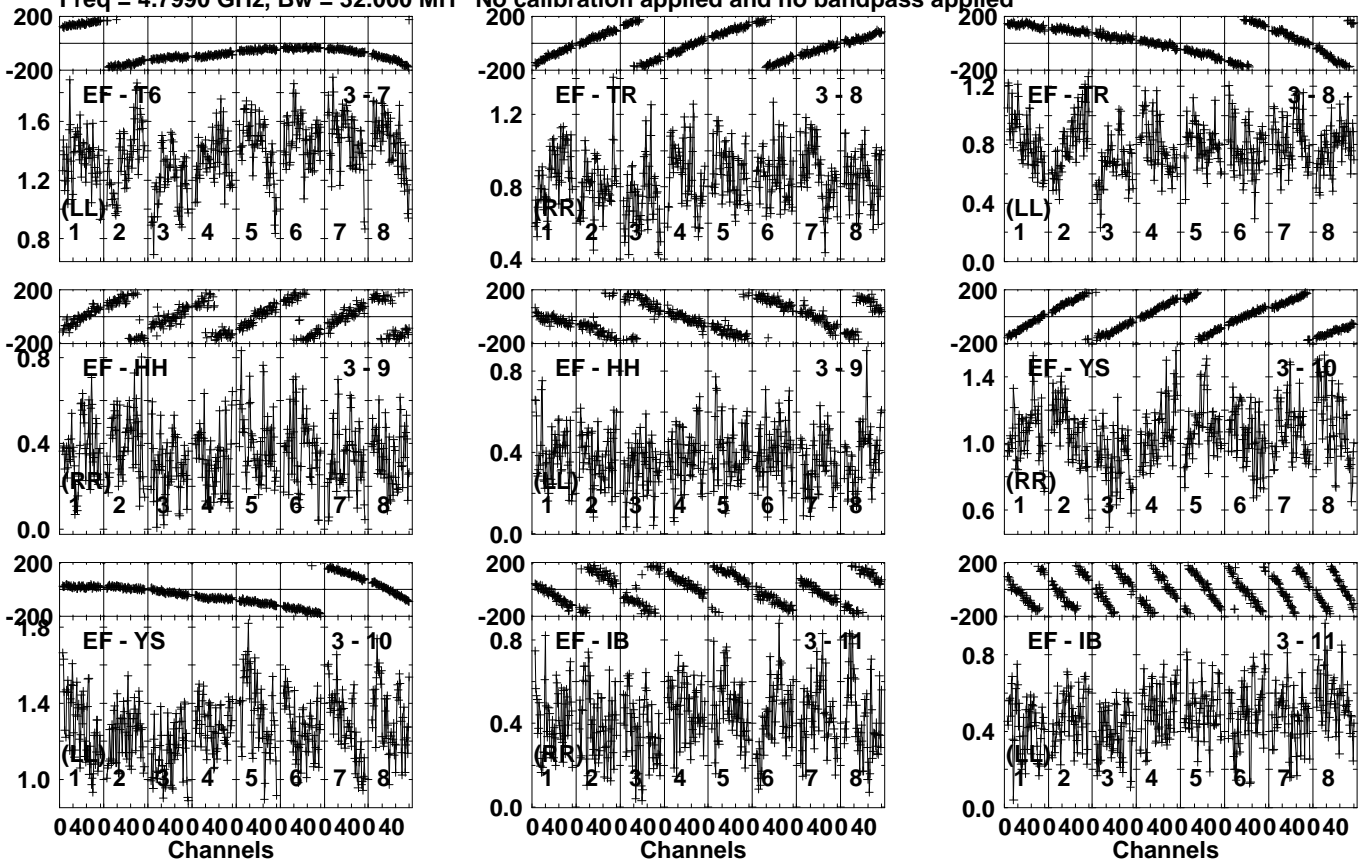 Freq = 4.7990 GHz, Bw = 32.000 MH No calibration applied and no bandpass applied
200
-200
EF - T6 3 - 7
1.6
1.2
0.8
(LL)
1 2 3 4 5 6 7 8
200
-200
EF - TR 3 - 8
1.2
0.8
0.4
(RR)
1 2 3 4 5 6 7 8
200
-200
EF - TR 3 - 8
1.2
0.8
0.4
0.0
(LL)
1 2 3 4 5 6 7 8
200
-200
EF - HH 3 - 9
0.8
0.4
0.0
(RR)
1 2 3 4 5 6 7 8
200
-200
EF - HH 3 - 9
0.8
0.4
0.0
(LL)
1 2 3 4 5 6 7 8
200
-200
EF - YS 3 - 10
1.4
1.0
0.6
(RR)
1 2 3 4 5 6 7 8
200
-200
EF - YS 3 - 10
1.8
1.4
1.0
(LL)
1 2 3 4 5 6 7 8
0 40 0 40 0 40 0 40 0 40 0 40 0 40 0 40
Channels
200
-200
EF - IB 3 - 11
0.8
0.4
0.0
(RR)
1 2 3 4 5 6 7 8
0 40 0 40 0 40 0 40 0 40 0 40 0 40 0 40
Channels
200
-200
EF - IB 3 - 11
0.8
0.4
0.0
(LL)
1 2 3 4 5 6 7 8
0 40 0 40 0 40 0 40 0 40 0 40 0 40 0 40
Channels